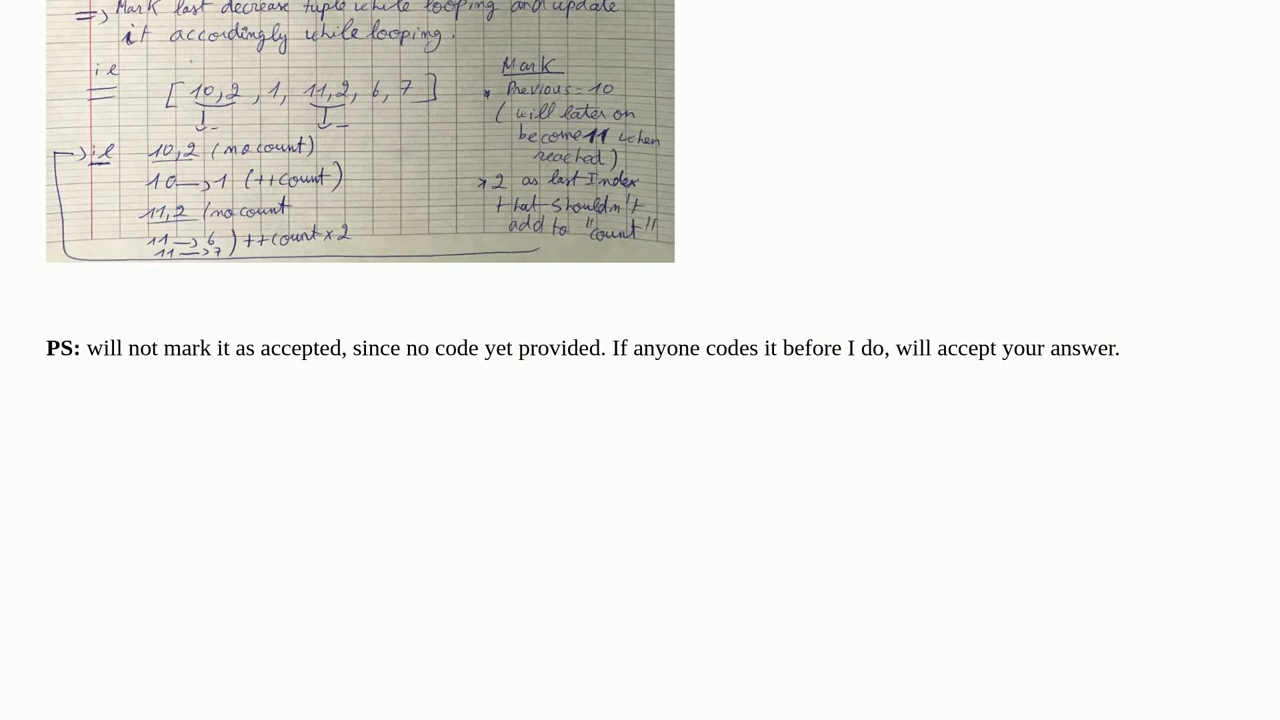 => Mark last decrease tuple while looping and update
it accordingly while looping.
ie
[ 10,2 , 1, 11,2, 6, 7 ]
-> ie 10,2 (no count)
10 -> 1 (++count)
11,2 (no count
11 -> 6 ) ++count x 2
11 -> 7
Mark
* Previous = 10
( will later on
become 11 when
reached )
* 2 as last Index
that shouldn't
add to "count"
PS: will not mark it as accepted, since no code yet provided. If anyone codes it before I do, will accept your answer.